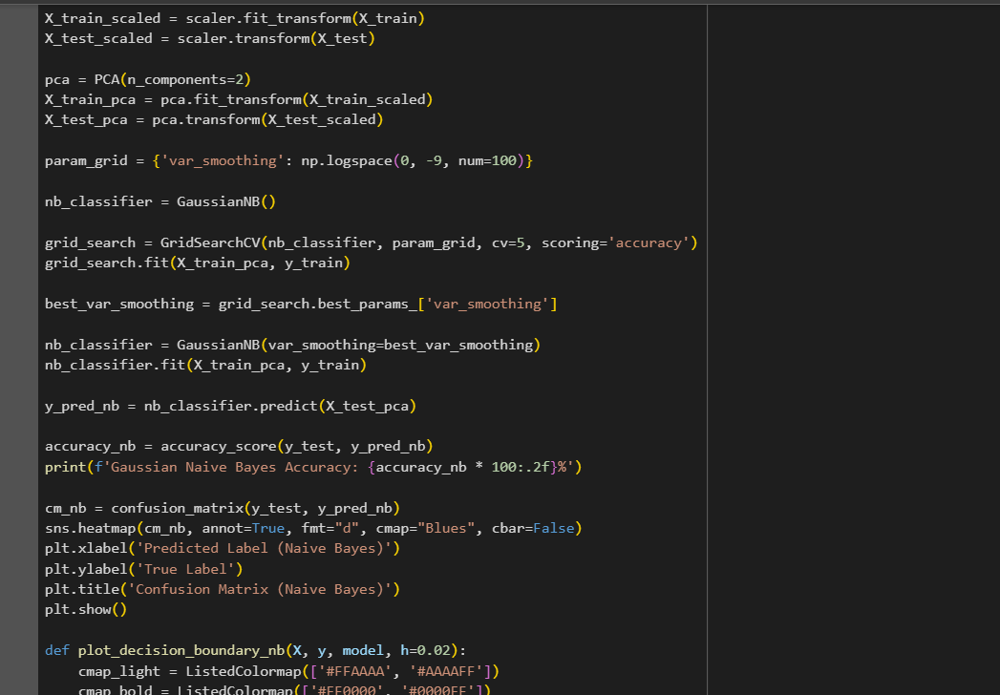 X_train_scaled = scaler.fit_transform(X_train)
X_test_scaled = scaler.transform(X_test)
pca = PCA(n_components=2)
X_train_pca = pca.fit_transform(X_train_scaled)
X_test_pca = pca.transform(X_test_scaled)
param_grid = {'var_smoothing': np.logspace(0, -9, num=100)}
nb_classifier = GaussianNB()
grid_search = GridSearchCV(nb_classifier, param_grid, cv=5, scoring='accuracy')
grid_search.fit(X_train_pca, y_train)
best_var_smoothing = grid_search.best_params_['var_smoothing']
nb_classifier = GaussianNB(var_smoothing=best_var_smoothing)
nb_classifier.fit(X_train_pca, y_train)
y_pred_nb = nb_classifier.predict(X_test_pca)
accuracy_nb = accuracy_score(y_test, y_pred_nb)
print(f'Gaussian Naive Bayes Accuracy: {accuracy_nb * 100:.2f}%')
cm_nb = confusion_matrix(y_test, y_pred_nb)
sns.heatmap(cm_nb, annot=True, fmt="d", cmap="Blues", cbar=False)
plt.xlabel('Predicted Label (Naive Bayes)')
plt.ylabel('True Label')
plt.title('Confusion Matrix (Naive Bayes)')
plt.show()
def plot_decision_boundary_nb(X, y, model, h=0.02):
    cmap_light = ListedColormap(['#FFAAAA', '#AAAAFF'])
    cmap_bold = ListedColormap(['#FF0000', '#0000FF'])